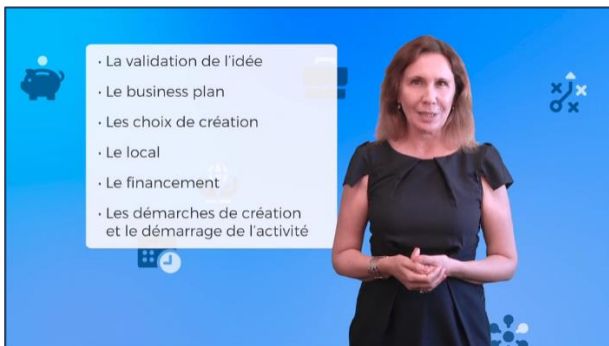 • La validation de l'idée
• Le business plan
• Les choix de création
• Le local
• Le financement
• Les démarches de création
et le démarrage de l'activité